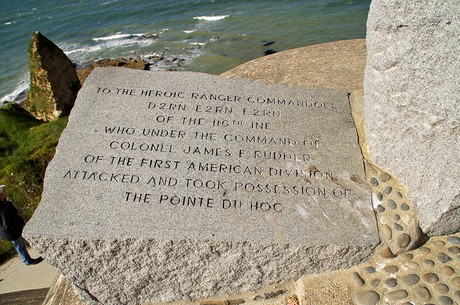 TO THE HEROIC RANGER COMMANDOES
D2RN E2RN F2RN
OF THE 116TH INF
WHO UNDER THE COMMAND OF
COLONEL JAMES E. RUDDER
OF THE FIRST AMERICAN DIVISION
ATTACKED AND TOOK POSSESSION OF
THE POINTE DU HOC